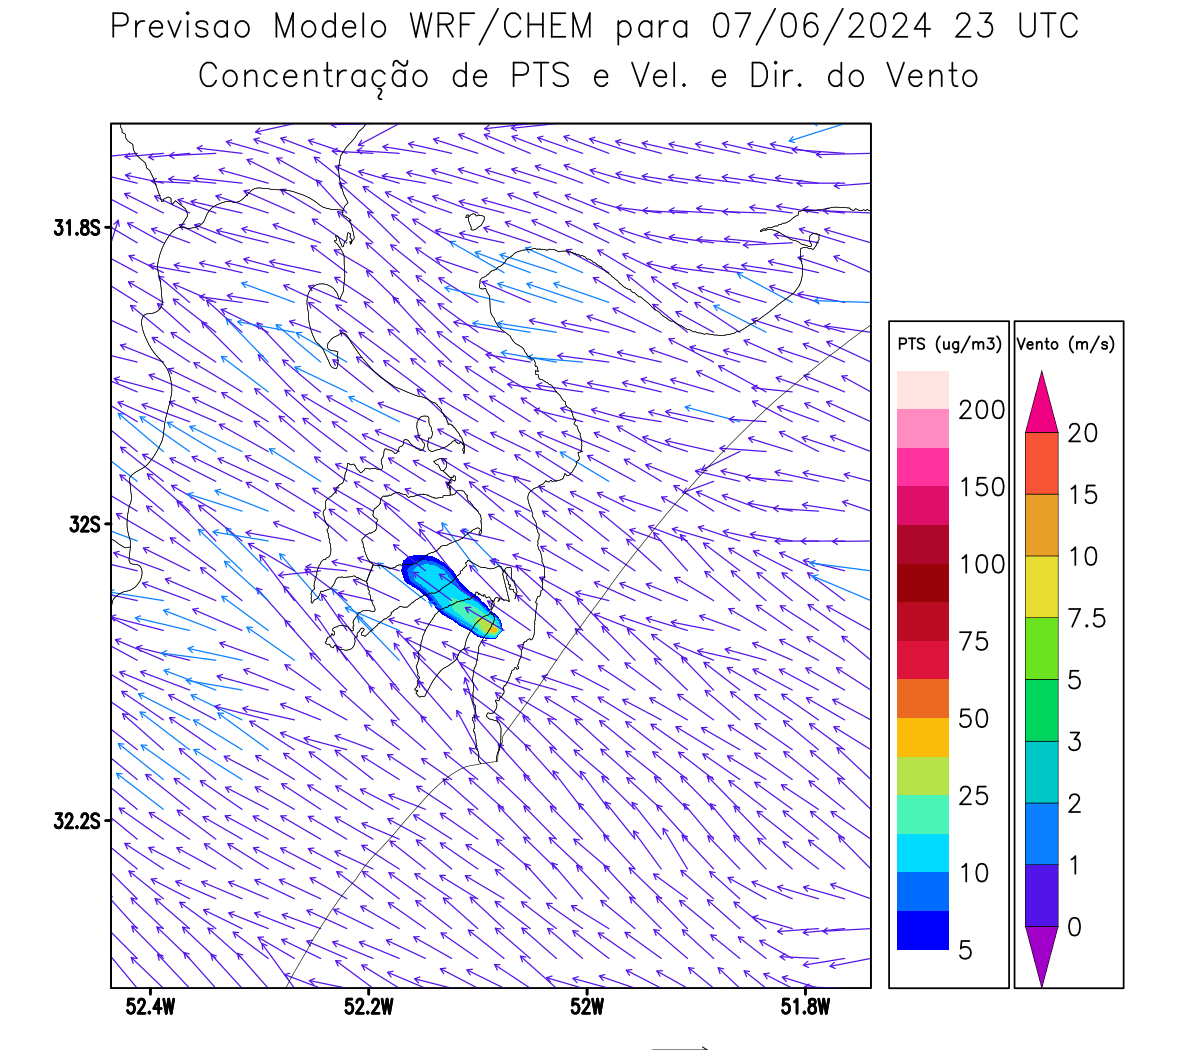 Previsao Modelo WRF/CHEM para 07/06/2024 23 UTC
Concentração de PTS e Vel. e Dir. do Vento
31.8S
32S
32.2S
52.4W
52.2W
52W
51.8W
PTS (ug/m3)
200
150
100
75
50
25
10
5
Vento (m/s)
20
15
10
7.5
5
3
2
1
0